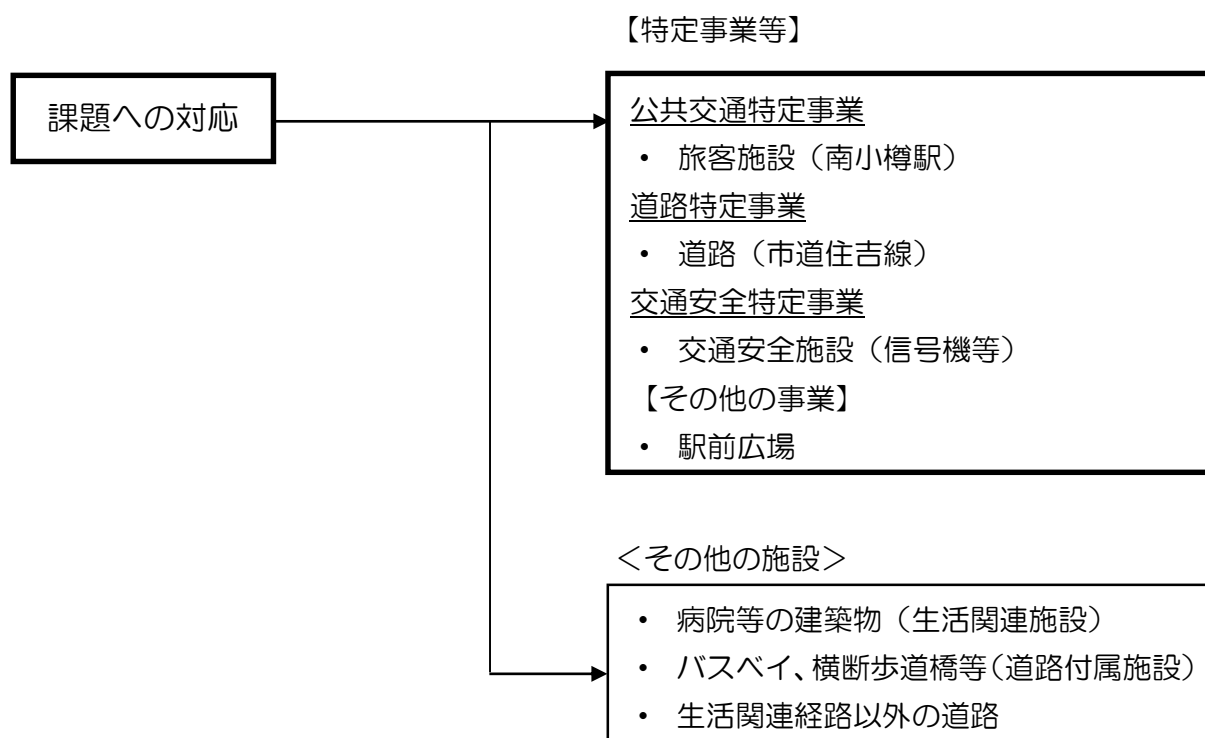 【特定事業等】
課題への対応
公共交通特定事業
・ 旅客施設（南小樽駅）
道路特定事業
・ 道路（市道住吉線）
交通安全特定事業
・ 交通安全施設（信号機等）
【その他の事業】
・ 駅前広場
＜その他の施設＞
・ 病院等の建築物（生活関連施設）
・ バスベイ、横断歩道橋等（道路付属施設）
・ 生活関連経路以外の道路